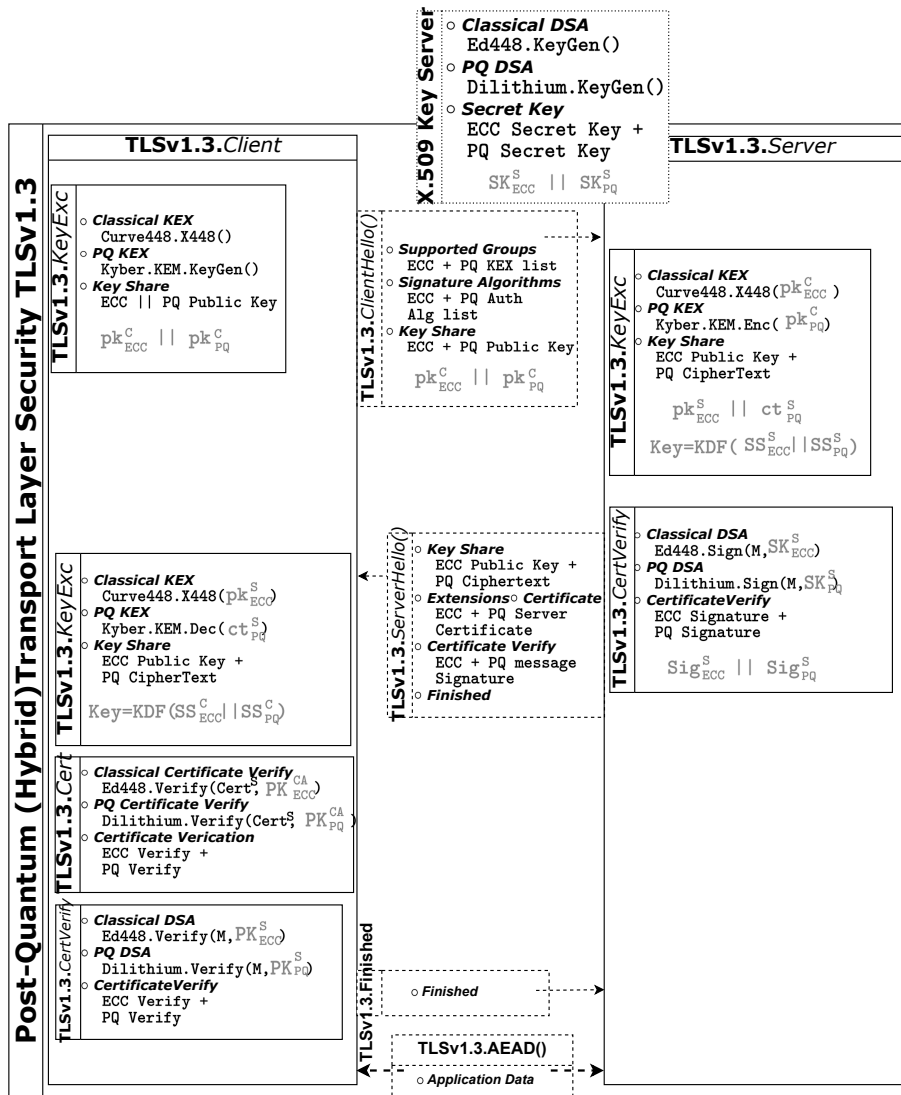 Post-Quantum (Hybrid)Transport Layer Security TLSv1.3
X.509 Key Server
○ Classical DSA
Ed448.KeyGen()
○ PQ DSA
Dilithium.KeyGen()
○ Secret Key
ECC Secret Key +
PQ Secret Key
SK^S_ECC || SK^S_PQ
TLSv1.3.Client
TLSv1.3.KeyExc
○ Classical KEX
Curve448.X448()
○ PQ KEX
Kyber.KEM.KeyGen()
○ Key Share
ECC || PQ Public Key
pk^C_ECC || pk^C_PQ
TLSv1.3.ClientHello()
○ Supported Groups
ECC + PQ KEX list
○ Signature Algorithms
ECC + PQ Auth
Alg list
○ Key Share
ECC + PQ Public Key
pk^C_ECC || pk^C_PQ
TLSv1.3.Server
TLSv1.3.KeyExc
○ Classical KEX
Curve448.X448(pk^C_ECC)
○ PQ KEX
Kyber.KEM.Enc( pk^C_PQ)
○ Key Share
ECC Public Key +
PQ CipherText
pk^S_ECC || ct^S_PQ
Key=KDF( SS^S_ECC||SS^S_PQ)
TLSv1.3.CertVerify
○ Classical DSA
Ed448.Sign(M,SK^S_ECC)
○ PQ DSA
Dilithium.Sign(M,SK^S_PQ)
○ CertificateVerify
ECC Signature +
PQ Signature
Sig^S_ECC || Sig^S_PQ
TLSv1.3.ServerHello()
○ Key Share
ECC Public Key +
PQ Ciphertext
○ Extensions○ Certificate
ECC + PQ Server
Certificate
○ Certificate Verify
ECC + PQ message
Signature
○ Finished
TLSv1.3.KeyExc
○ Classical KEX
Curve448.X448(pk^S_ECC)
○ PQ KEX
Kyber.KEM.Dec(ct^S_PQ)
○ Key Share
ECC Public Key +
PQ CipherText
Key=KDF(SS^C_ECC||SS^C_PQ)
TLSv1.3.Cert
○ Classical Certificate Verify
Ed448.Verify(Cert^S, PK^CA_ECC)
○ PQ Certificate Verify
Dilithium.Verify(Cert^S, PK^CA_PQ)
○ Certificate Verication
ECC Verify +
PQ Verify
TLSv1.3.CertVerify
○ Classical DSA
Ed448.Verify(M,PK^S_ECC)
○ PQ DSA
Dilithium.Verify(M,PK^S_PQ)
○ CertificateVerify
ECC Verify +
PQ Verify
TLSv1.3.Finished
○ Finished
TLSv1.3.AEAD()
○ Application Data